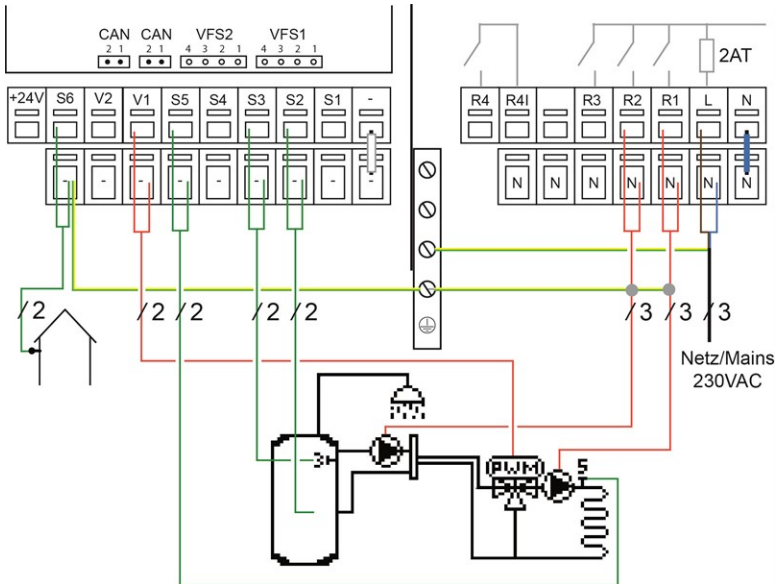 CAN CAN VFS2 VFS1
2 1 2 1 4 3 2 1 4 3 2 1
2AT
+24V S6 V2 V1 S5 S4 S3 S2 S1 - R4 R4I R3 R2 R1 L N
- - - - - - - - - N N N N N N N
/2 /2 /2 /2 /2 /3 /3 /3
Netz/Mains
230VAC
3 PWM 5